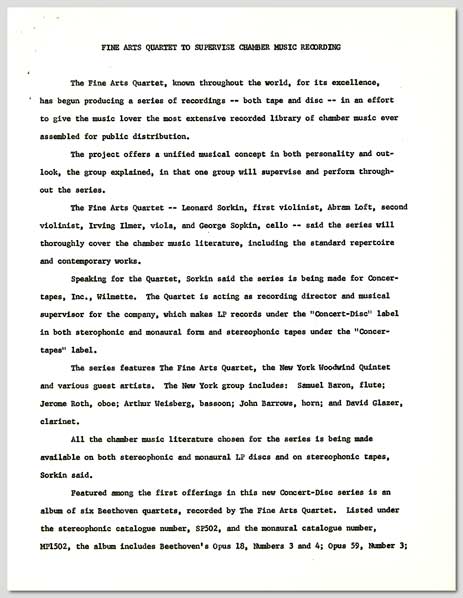 FINE ARTS QUARTET TO SUPERVISE CHAMBER MUSIC RECORDING
The Fine Arts Quartet, known throughout the world, for its excellence,
has begun producing a series of recordings -- both tape and disc -- in an effort
to give the music lover the most extensive recorded library of chamber music ever
assembled for public distribution.
The project offers a unified musical concept in both personality and out-
look, the group explained, in that one group will supervise and perform through-
out the series.
The Fine Arts Quartet -- Leonard Sorkin, first violinist, Abram Loft, second
violinist, Irving Ilmer, viola, and George Sopkin, cello -- said the series will
thoroughly cover the chamber music literature, including the standard repertoire
and contemporary works.
Speaking for the Quartet, Sorkin said the series is being made for Concer-
tapes, Inc., Wilmette. The Quartet is acting as recording director and musical
supervisor for the company, which makes LP records under the "Concert-Disc" label
in both sterophonic and monaural form and stereophonic tapes under the "Concer-
tapes" label.
The series features The Fine Arts Quartet, the New York Woodwind Quintet
and various guest artists. The New York group includes: Samuel Baron, flute;
Jerome Roth, oboe; Arthur Weisberg, bassoon; John Barrows, horn; and David Glazer,
clarinet.
All the chamber music literature chosen for the series is being made
available on both stereophonic and monaural LP discs and on stereophonic tapes,
Sorkin said.
Featured among the first offerings in this new Concert-Disc series is an
album of six Beethoven quartets, recorded by The Fine Arts Quartet. Listed under
the stereophonic catalogue number, SP502, and the monaural catalogue number,
MP1502, the album includes Beethoven's Opus 18, Numbers 3 and 4; Opus 59, Number 3;